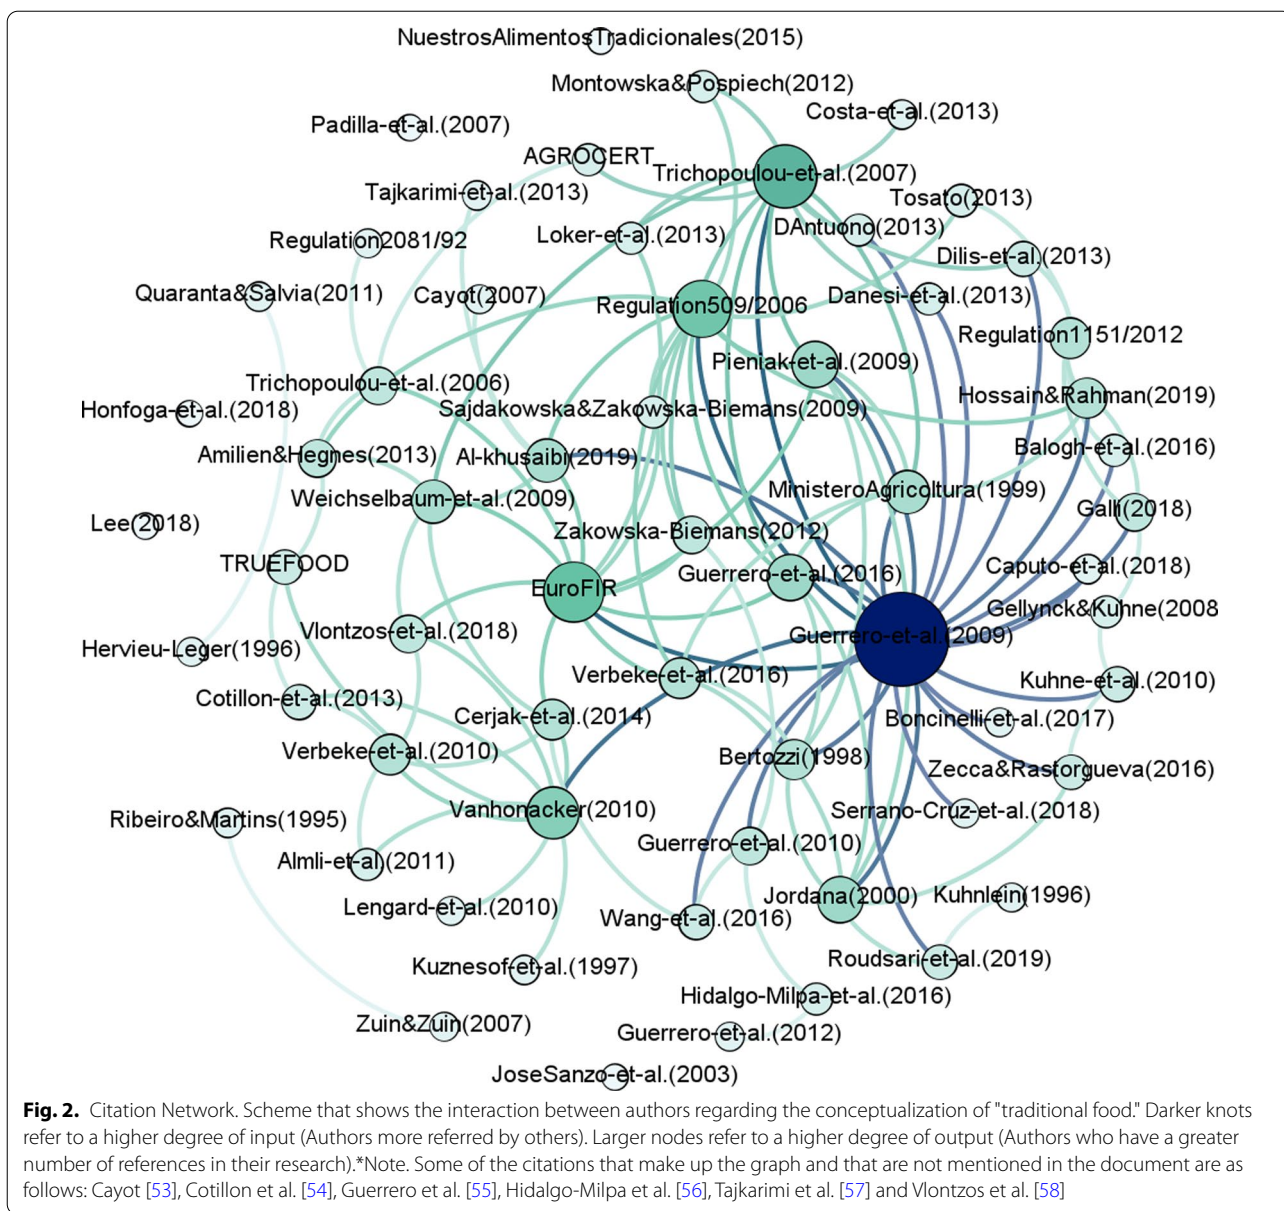 NuestrosAlimentosTradicionales(2015)
Montowska&Pospiech(2012)
Costa-et-al.(2013)
Padilla-et-al.(2007)
AGROCERT
Trichopoulou-et-al.(2007)
Tajkarimi-et-al.(2013)
Tosato(2013)
DAntuono(2013)
Loker-et-al.(2013)
Regulation2081/92
Dilis-et-al.(2013)
Quaranta&Salvia(2011)
Cayot(2007)
Danesi-et-al.(2013)
Regulation509/2006
Regulation1151/2012
Pieniak-et-al.(2009)
Trichopoulou-et-al.(2006)
Hossain&Rahman(2019)
Honfoga-et-al.(2018)
Sajdakowska&Zakowska-Biemans(2009)
Balogh-et-al.(2016)
Amilien&Hegnes(2013)
Al-khusaibi(2019)
MinisteroAgricoltura(1999)
Weichselbaum-et-al.(2009)
Galli(2018)
Lee(2018)
Zakowska-Biemans(2012)
TRUEFOOD
Caputo-et-al.(2018)
Guerrero-et-al.(2016)
EuroFIR
Gellynck&Kuhne(2008
Vlontzos-et-al.(2018)
Guerrero-et-al.(2009)
Hervieu-Leger(1996)
Verbeke-et-al.(2016)
Kuhne-et-al.(2010)
Cotillon-et-al.(2013)
Cerjak-et-al.(2014)
Boncinelli-et-al.(2017)
Verbeke-et-al.(2010)
Bertozzi(1998)
Zecca&Rastorgueva(2016)
Vanhonacker(2010)
Serrano-Cruz-et-al.(2018)
Ribeiro&Martins(1995)
Guerrero-et-al.(2010)
Almli-et-al.(2011)
Jordana(2000)
Kuhnlein(1996)
Lengard-et-al.(2010)
Wang-et-al.(2016)
Roudsari-et-al.(2019)
Kuznesof-et-al.(1997)
Hidalgo-Milpa-et-al.(2016)
Zuin&Zuin(2007)
Guerrero-et-al.(2012)
JoseSanzo-et-al.(2003)
Fig. 2. Citation Network. Scheme that shows the interaction between authors regarding the conceptualization of "traditional food." Darker knots
refer to a higher degree of input (Authors more referred by others). Larger nodes refer to a higher degree of output (Authors who have a greater
number of references in their research).*Note. Some of the citations that make up the graph and that are not mentioned in the document are as
follows: Cayot [53], Cotillon et al. [54], Guerrero et al. [55], Hidalgo-Milpa et al. [56], Tajkarimi et al. [57] and Vlontzos et al. [58]